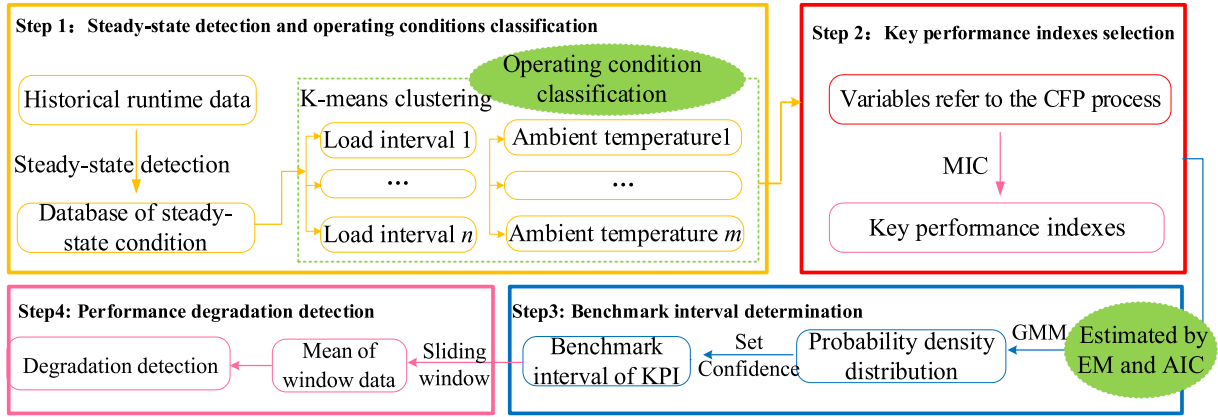 Step 1：Steady-state detection and operating conditions classification
Historical runtime data
Steady-state detection
Database of steady-
state condition
K-means clustering
Operating condition
classification
Load interval 1
...
Load interval n
Ambient temperature1
...
Ambient temperature m
Step 2：Key performance indexes selection
Variables refer to the CFP process
MIC
Key performance indexes
Step3: Benchmark interval determination
Estimated by
EM and AIC
GMM
Probability density
distribution
Set
Confidence
Benchmark
interval of KPI
Step4: Performance degradation detection
Sliding
window
Mean of
window data
Degradation detection